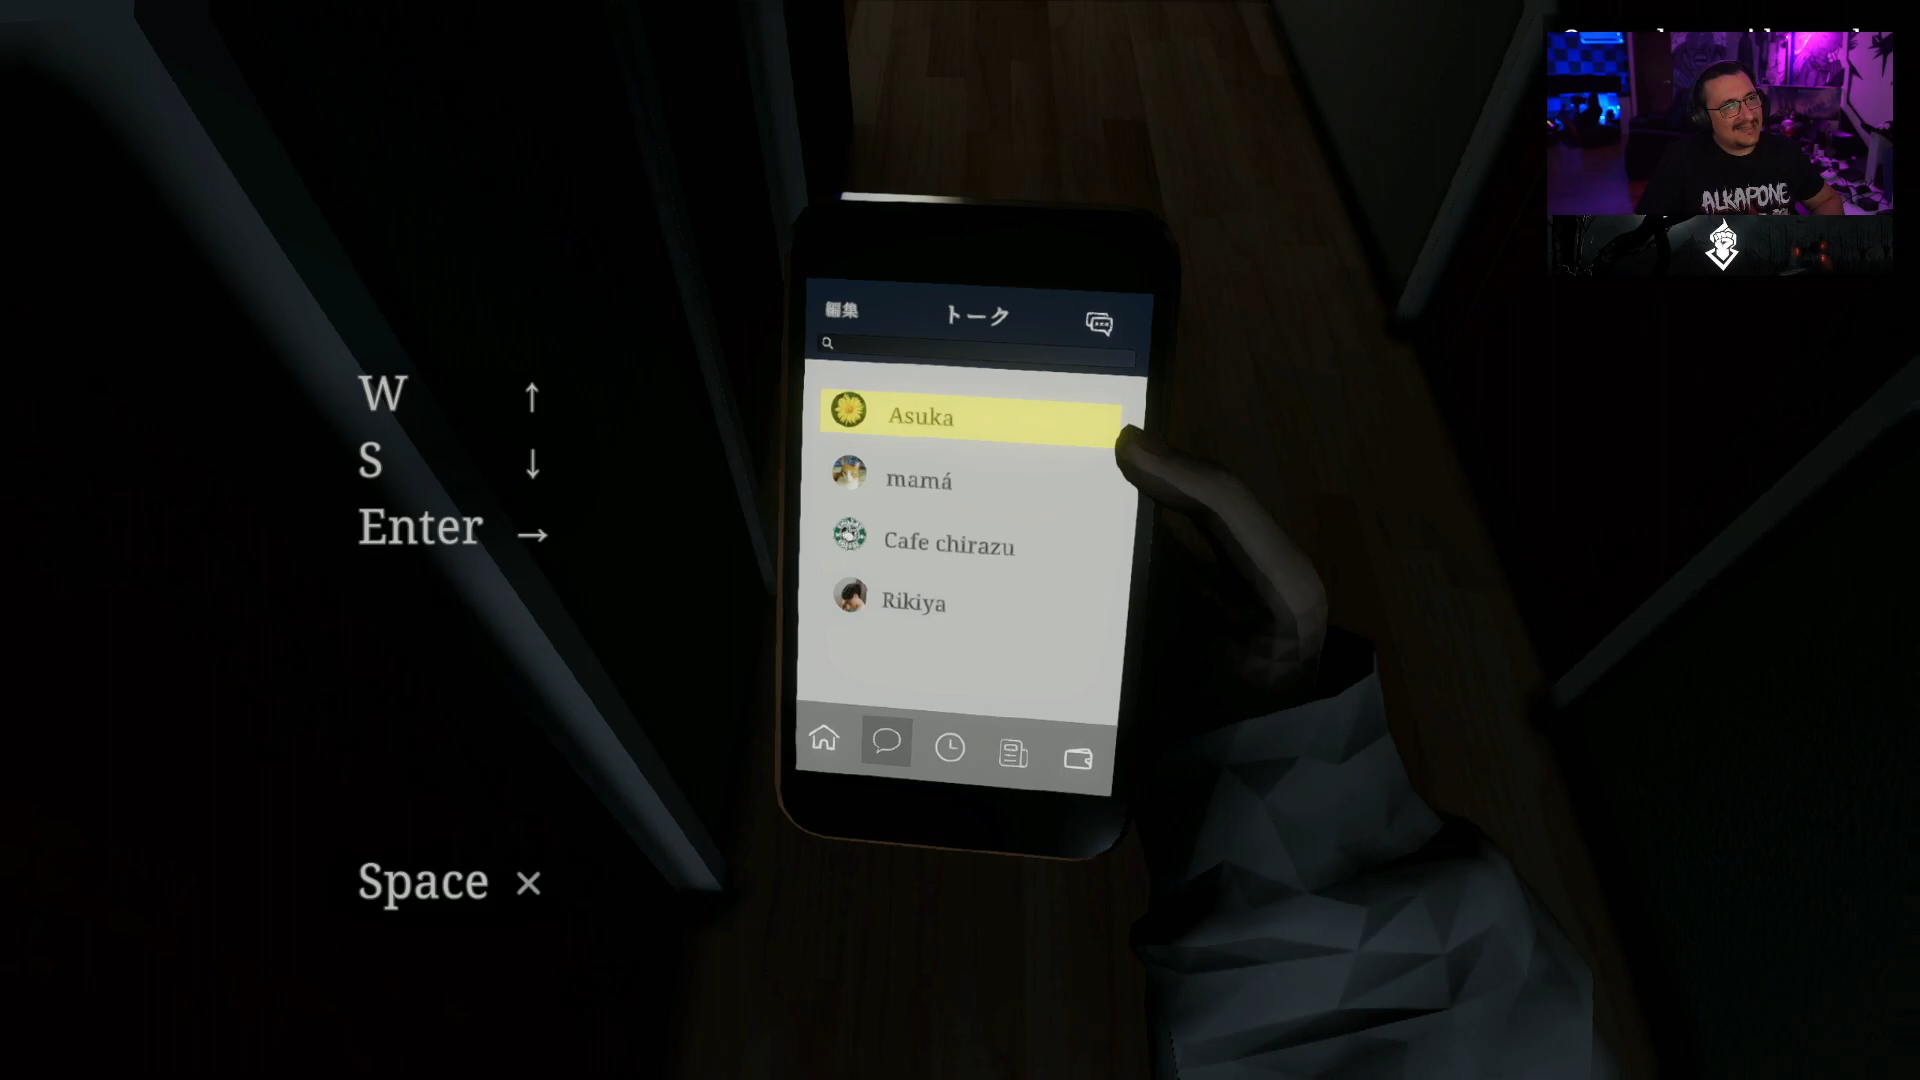 編集
トーク
Asuka
mamá
Cafe chirazu
Rikiya
W ↑
S ↓
Enter →
Space ×
ALKAPONE